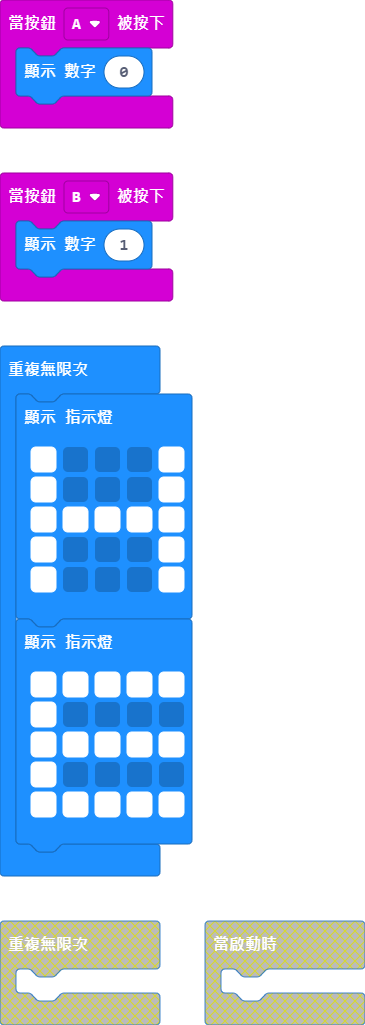 當按鈕 A 被按下
顯示 數字 0
當按鈕 B 被按下
顯示 數字 1
重複無限次
顯示 指示燈
顯示 指示燈
重複無限次
當啟動時